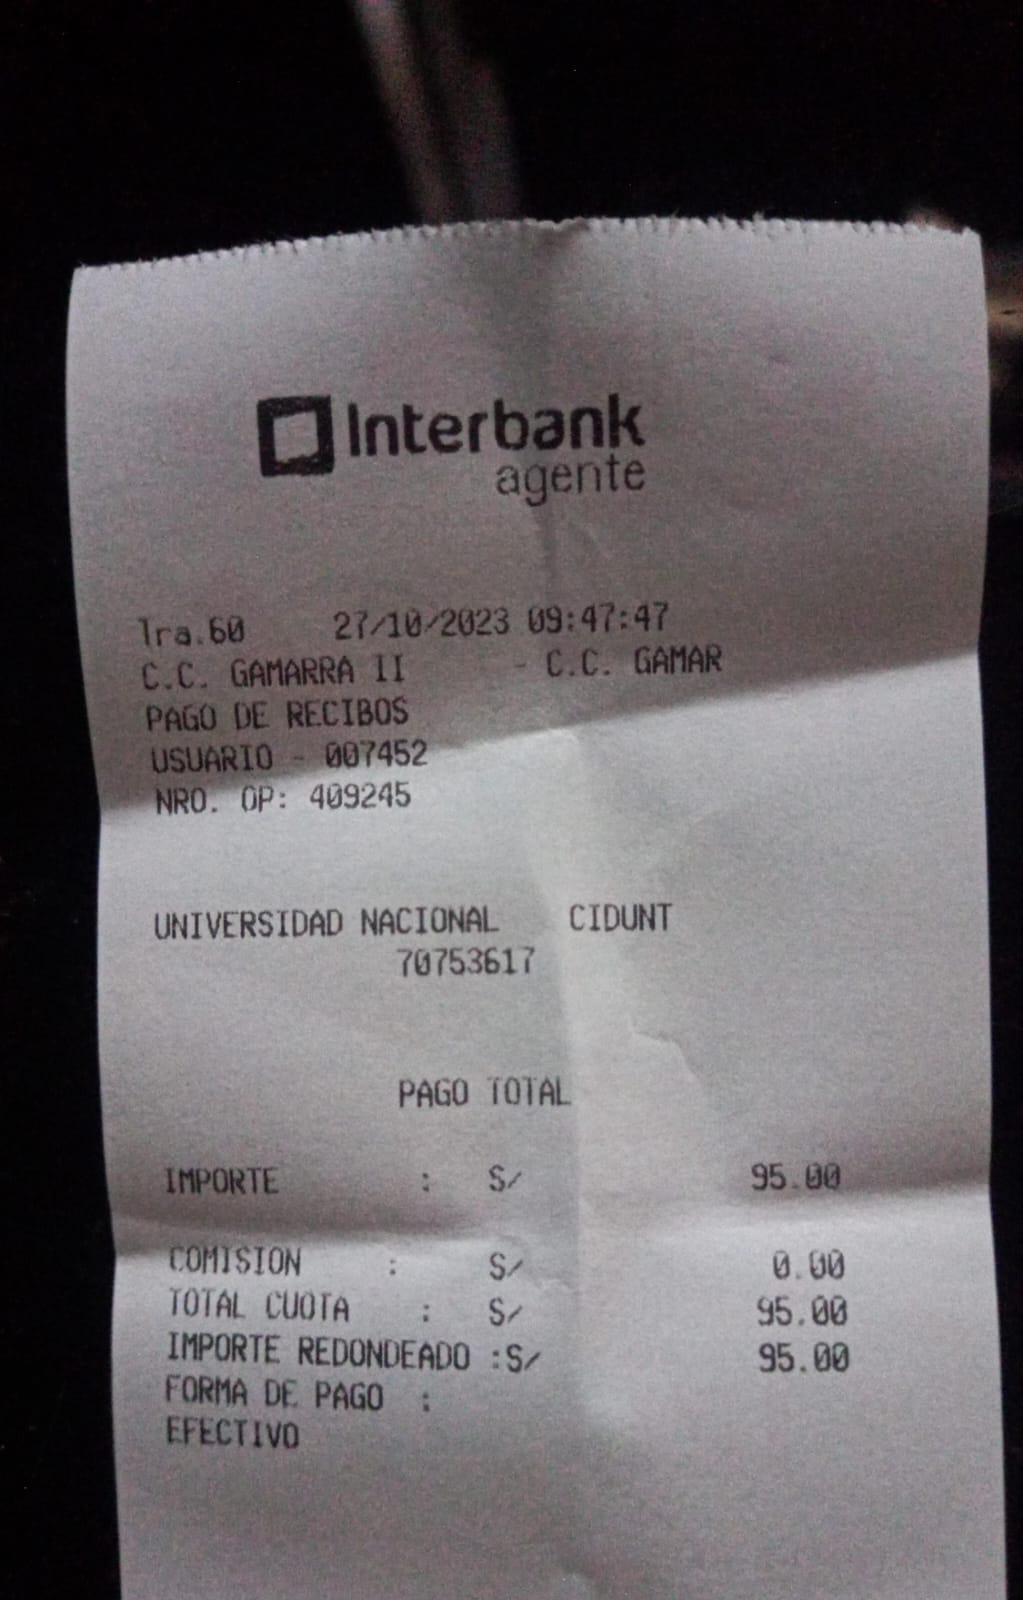 Interbank
agente
Tra.60 27/10/2023 09:47:47
C.C. GAMARRA II - C.C. GAMAR
PAGO DE RECIBOS
USUARIO - 007452
NRO. OP: 409245
UNIVERSIDAD NACIONAL CIDUNT
70753617
PAGO TOTAL
IMPORTE : S/ 95.00
COMISION : S/ 0.00
TOTAL CUOTA : S/ 95.00
IMPORTE REDONDEADO :S/ 95.00
FORMA DE PAGO :
EFECTIVO